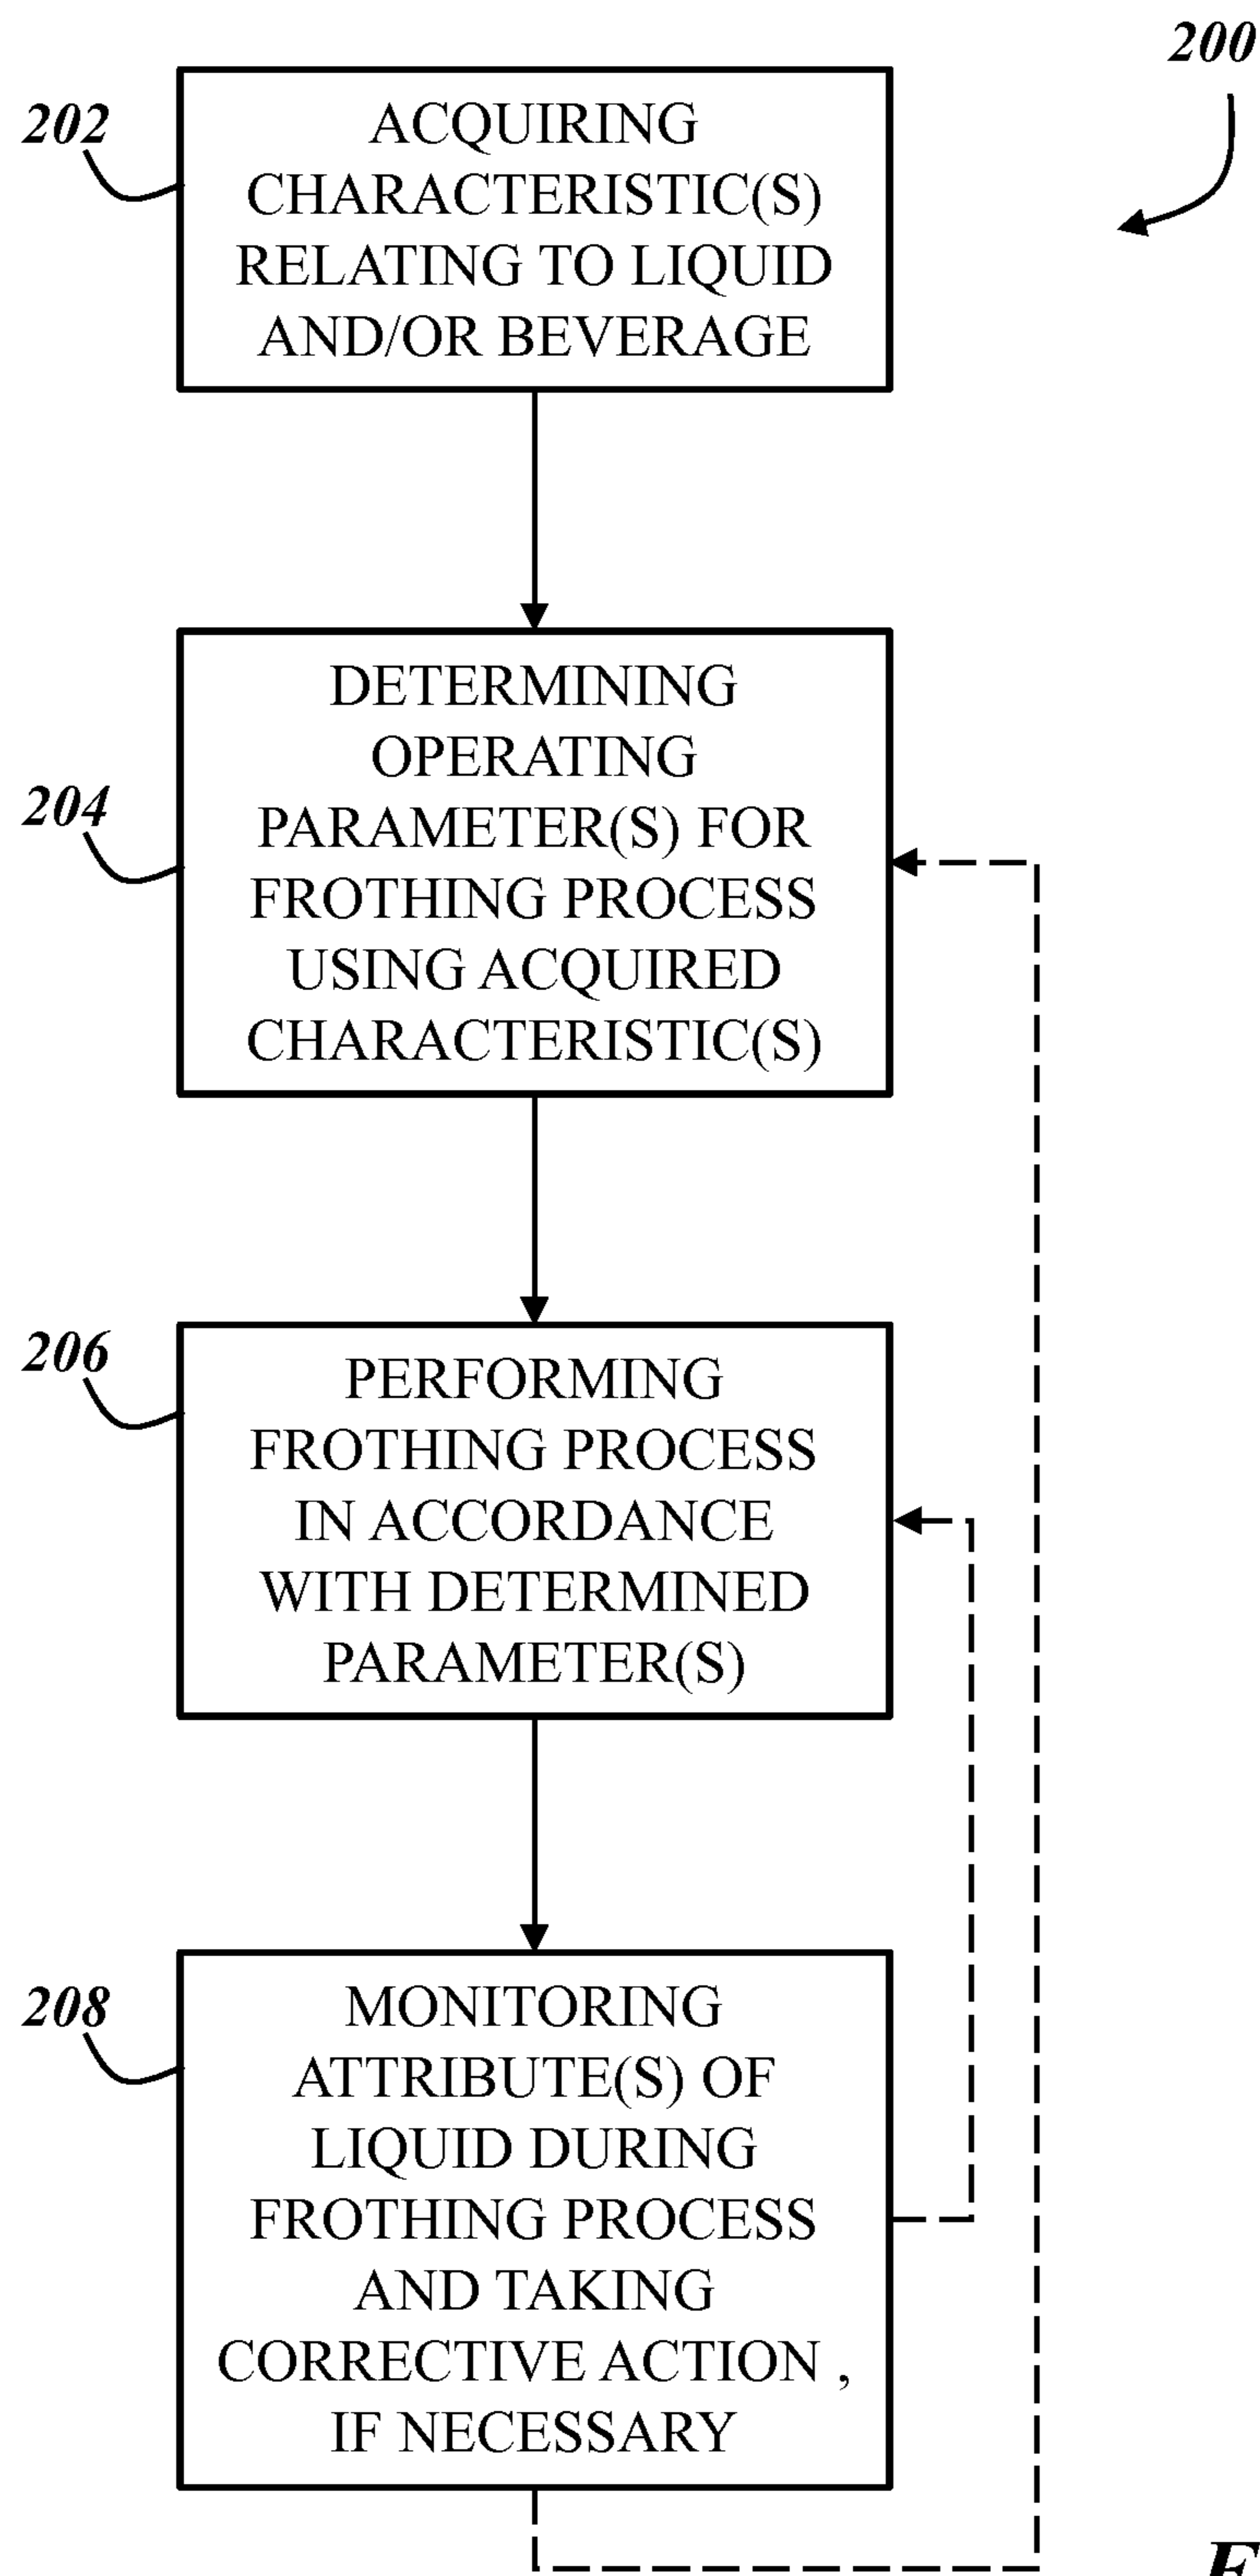 200
202
ACQUIRING
CHARACTERISTIC(S)
RELATING TO LIQUID
AND/OR BEVERAGE
204
DETERMINING
OPERATING
PARAMETER(S) FOR
FROTHING PROCESS
USING ACQUIRED
CHARACTERISTIC(S)
206
PERFORMING
FROTHING PROCESS
IN ACCORDANCE
WITH DETERMINED
PARAMETER(S)
208
MONITORING
ATTRIBUTE(S) OF
LIQUID DURING
FROTHING PROCESS
AND TAKING
CORRECTIVE ACTION ,
IF NECESSARY